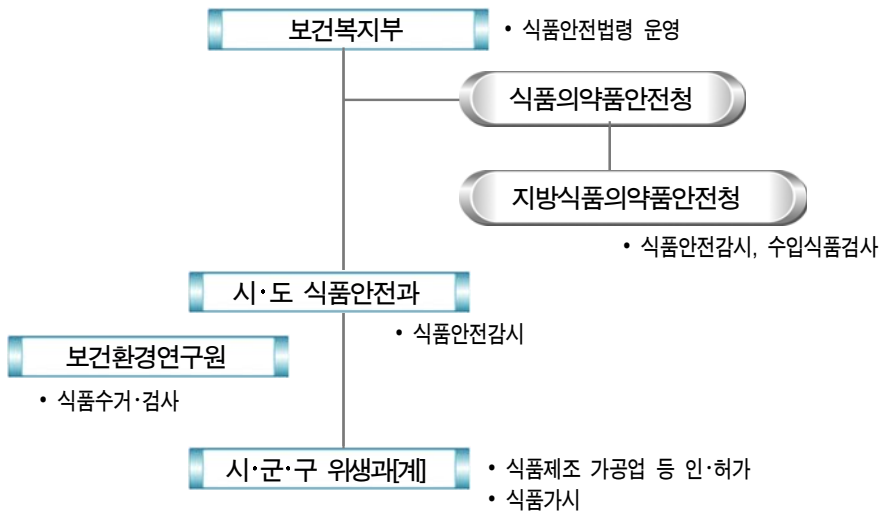 보건복지부
• 식품안전법령 운영
식품의약품안전청
지방식품의약품안전청
• 식품안전감시, 수입식품검사
시·도 식품안전과
• 식품안전감시
보건환경연구원
• 식품수거·검사
시·군·구 위생과[계]
• 식품제조 가공업 등 인·허가
• 식품가시